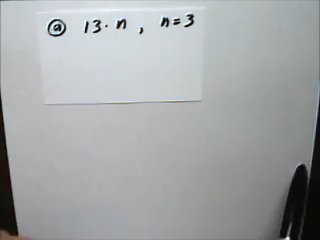 ⓐ 13·n , n=3